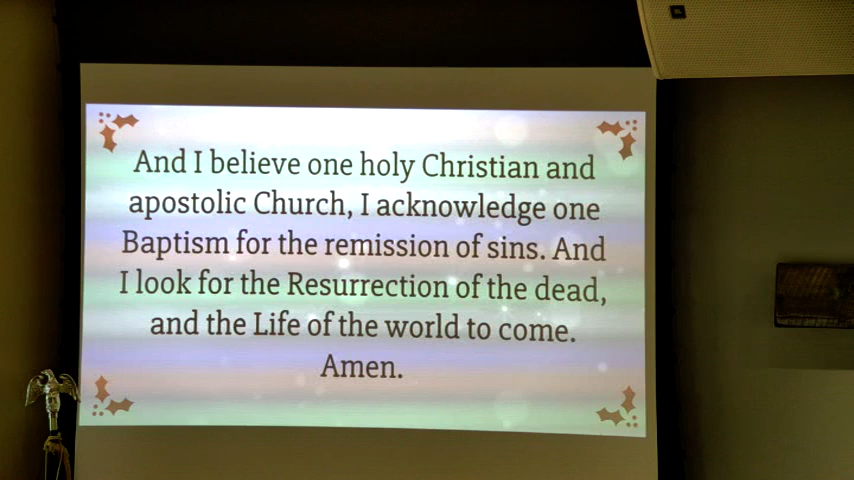 And I believe one holy Christian and
apostolic Church, I acknowledge one
Baptism for the remission of sins. And
I look for the Resurrection of the dead,
and the Life of the world to come.
Amen.